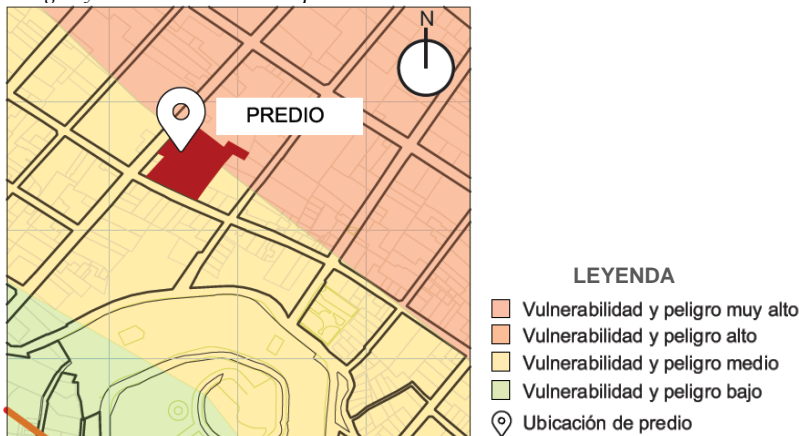 N
PREDIO
LEYENDA
Vulnerabilidad y peligro muy alto
Vulnerabilidad y peligro alto
Vulnerabilidad y peligro medio
Vulnerabilidad y peligro bajo
Ubicación de predio